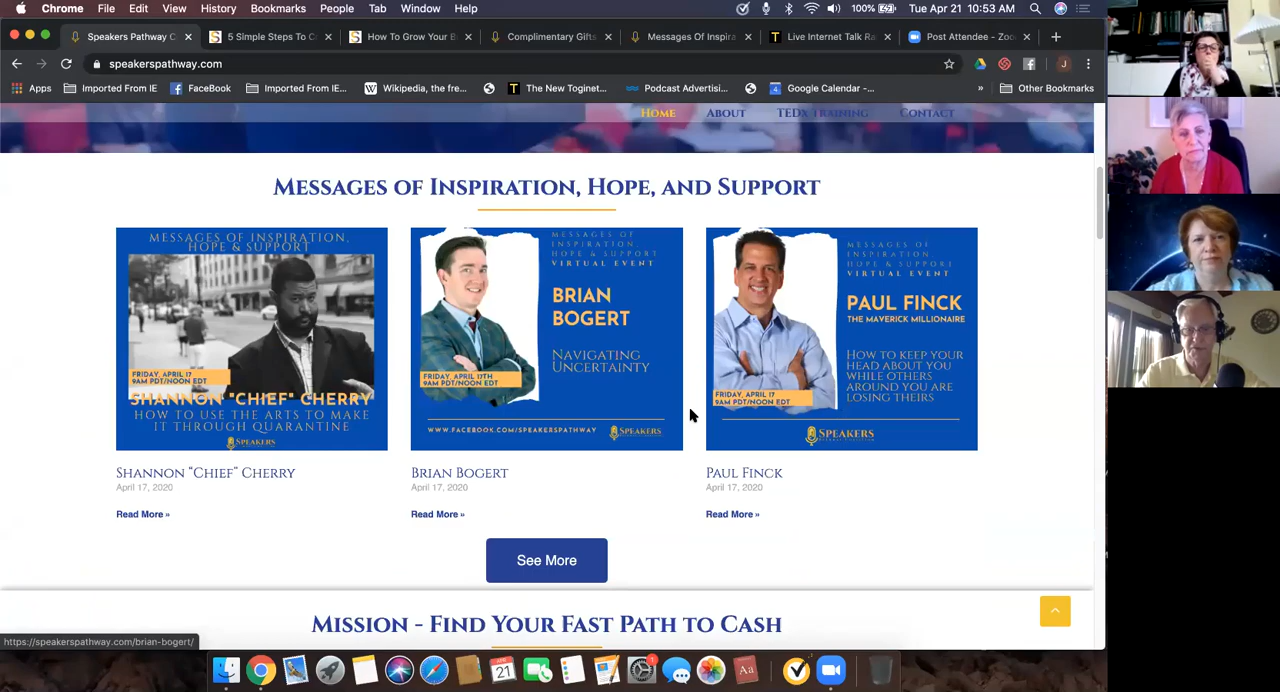 Chrome File Edit View History Bookmarks People Tab Window Help 100% Tue Apr 21 10:53 AM
Speakers Pathway C 5 Simple Steps To C How To Grow Your B Complimentary Gifts Messages Of Inspira Live Internet Talk Ra Post Attendee - Zoo
speakerspathway.com J
Apps Imported From IE FaceBook Imported From IE... Wikipedia, the fre... The New Toginet... Podcast Advertisi... Google Calendar -... » Other Bookmarks
Home About TEDx Training Contact
Messages of Inspiration, Hope, and Support
MESSAGES OF INSPIRATION,
HOPE & SUPPORT
FRIDAY, APRIL 17
9AM PDT/NOON EDT
SHANNON "CHIEF" CHERRY
HOW TO USE THE ARTS TO MAKE
IT THROUGH QUARANTINE
SPEAKERS
MESSAGES OF
INSPIRATION,
HOPE & SUPPORT
VIRTUAL EVENT
BRIAN
BOGERT
NAVIGATING
UNCERTAINTY
FRIDAY, APRIL 17TH
9AM PDT/NOON EDT
WWW.FACEBOOK.COM/SPEAKERSPATHWAY
SPEAKERS
MESSAGES OF
INSPIRATION,
HOPE & SUPPORT
VIRTUAL EVENT
PAUL FINCK
THE MAVERICK MILLIONAIRE
HOW TO KEEP YOUR
HEAD ABOUT YOU
WHILE OTHERS
AROUND YOU ARE
LOSING THEIRS
FRIDAY, APRIL 17
9AM PDT/NOON EDT
SPEAKERS
Shannon “Chief” Cherry
April 17, 2020
Read More »
Brian Bogert
April 17, 2020
Read More »
Paul Finck
April 17, 2020
Read More »
See More
Mission - Find Your Fast Path to Cash
https://speakerspathway.com/brian-bogert/
APR
21
1
Aa